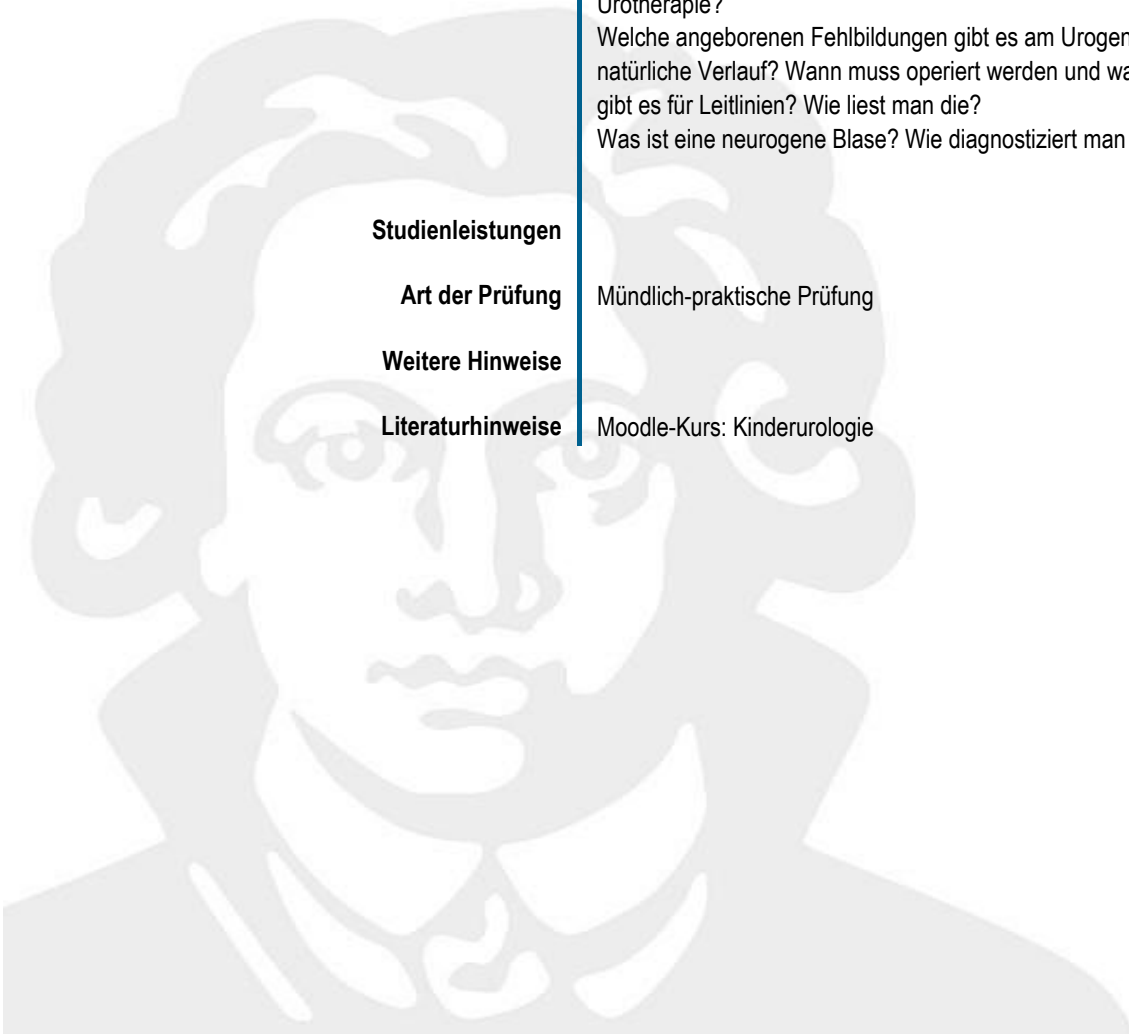 Urotherapie?
Welche angeborenen Fehlbildungen gibt es am Urogen
natürliche Verlauf? Wann muss operiert werden und wa
gibt es für Leitlinien? Wie liest man die?
Was ist eine neurogene Blase? Wie diagnostiziert man
Studienleistungen
Art der Prüfung Mündlich-praktische Prüfung
Weitere Hinweise
Literaturhinweise Moodle-Kurs: Kinderurologie